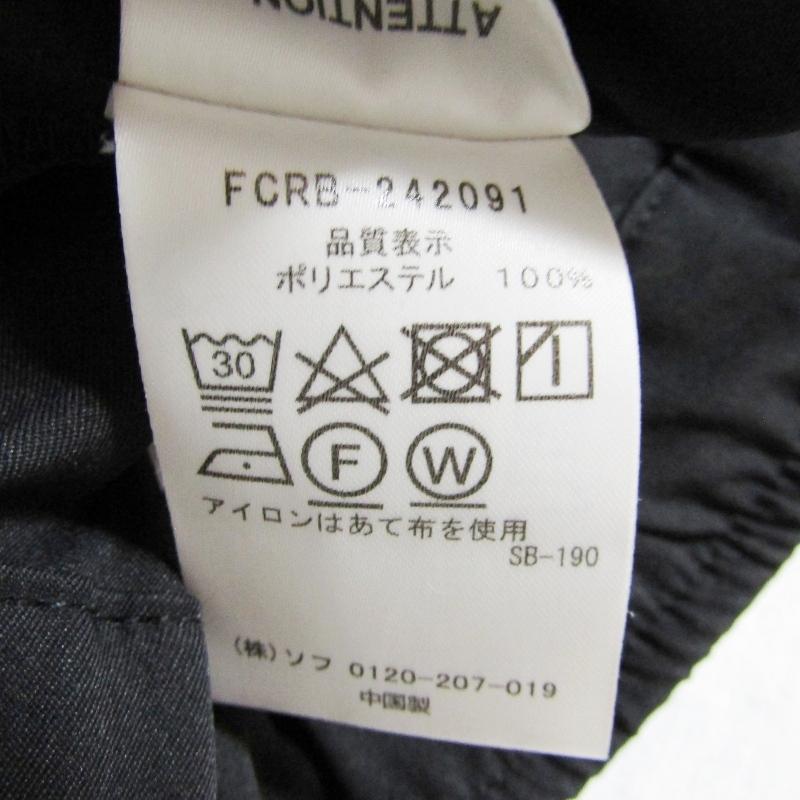 ATTENTION
FCRB-242091
品質表示
ポリエステル 100%
30
F W
アイロンはあて布を使用
SB-190
(株)ソフ 0120-207-019
中国製